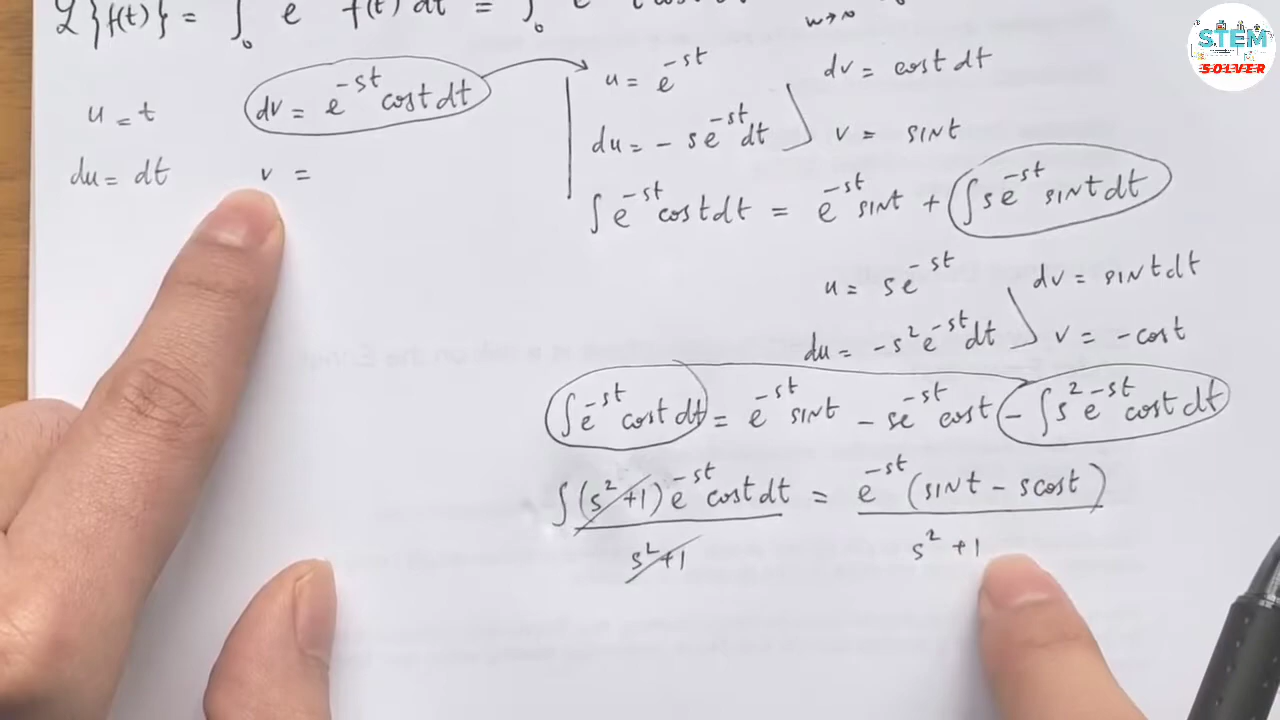 ℒ{f(t)} = ∫₀ e f(t) dt = ∫₀ e
STEM
SOLVER
u = t
dv = e^{-st} cost dt
u = e^{-st}
dv = cost dt
du = dt
v =
du = -se^{-st} dt
v = sint
∫ e^{-st} cost dt = e^{-st} sint + ∫ se^{-st} sint dt
u = se^{-st}
dv = sint dt
du = -s²e^{-st} dt
v = -cost
∫ e^{-st} cost dt = e^{-st} sint - se^{-st} cost - ∫ s² e^{-st} cost dt
∫ (s²+1) e^{-st} cost dt / s²+1 = e^{-st} (sint - scost) / s²+1